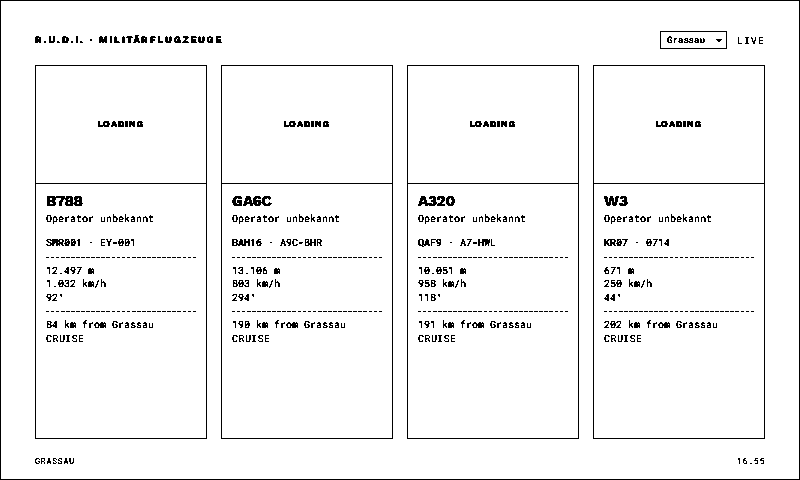 R.U.D.I. · MILITÄRFLUGZEUGE
Grassau
LIVE
LOADING
B788
Operator unbekannt
SMR001 · EY-001
12.497 m
1.032 km/h
92°
84 km from Grassau
CRUISE
LOADING
GA6C
Operator unbekannt
BAH16 · A9C-BHR
13.106 m
803 km/h
294°
190 km from Grassau
CRUISE
LOADING
A320
Operator unbekannt
QAF9 · A7-HWL
10.051 m
958 km/h
118°
191 km from Grassau
CRUISE
LOADING
W3
Operator unbekannt
KR07 · 0714
671 m
250 km/h
44°
202 km from Grassau
CRUISE
GRASSAU
16.55